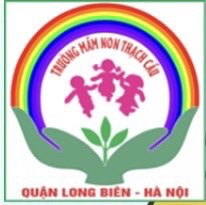 TRƯỜNG MẦM NON THẠCH CẦU
QUẬN LONG BIÊN - HÀ NỘI